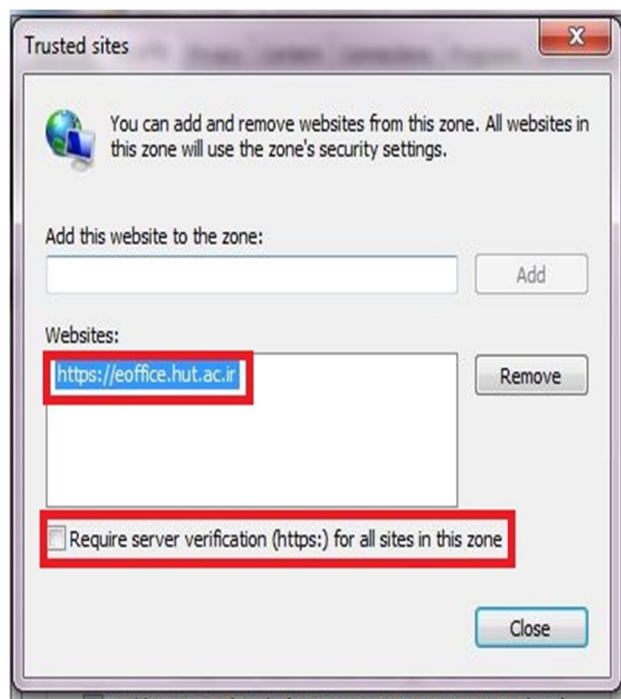 Trusted sites
You can add and remove websites from this zone. All websites in
this zone will use the zone's security settings.
Add this website to the zone:
Add
Websites:
https://eoffice.hut.ac.ir
Remove
Require server verification (https:) for all sites in this zone
Close